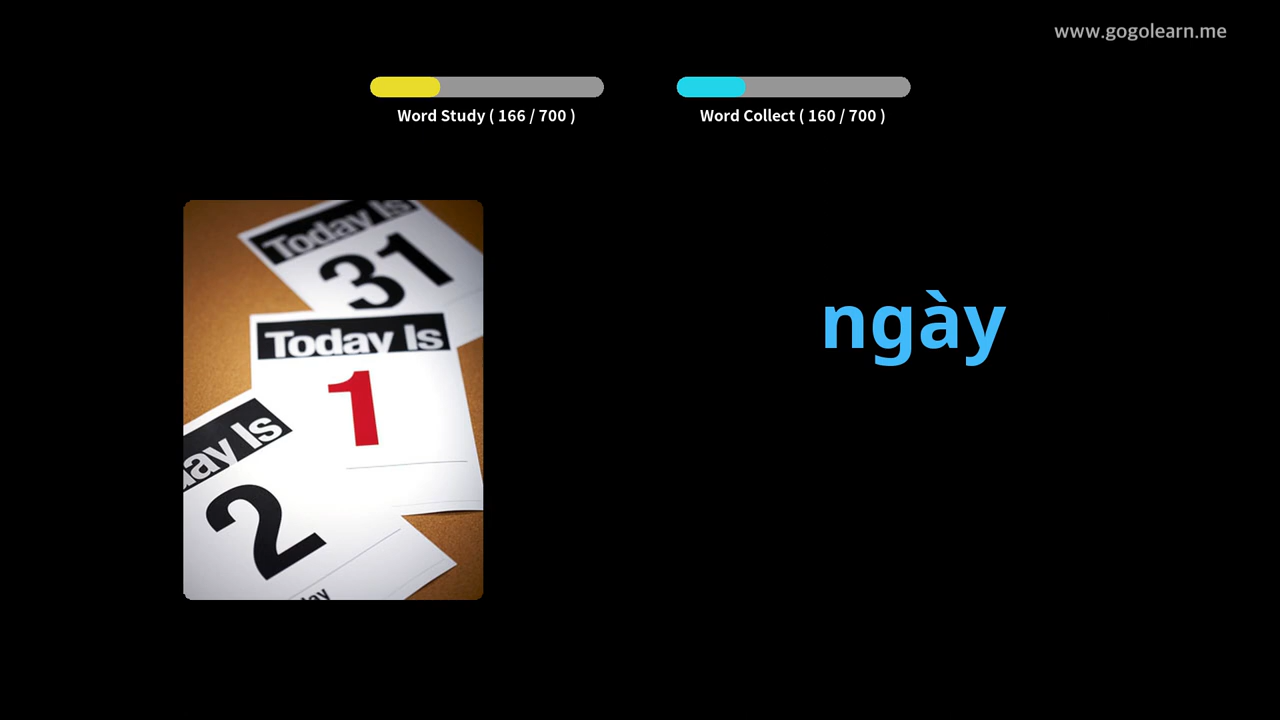 www.gogolearn.me
Word Study ( 166 / 700 )
Word Collect ( 160 / 700 )
Today Is
31
Today Is
1
ay Is
2
ay
ngày